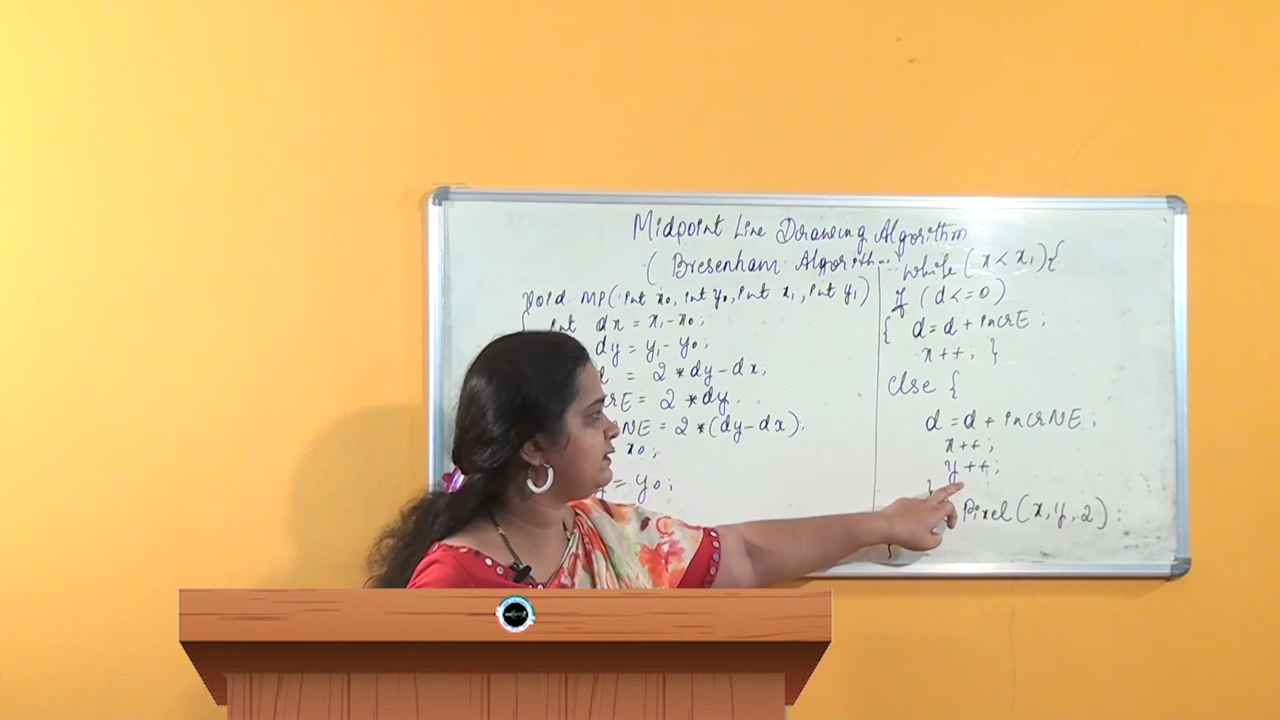 Midpoint Line Drawing Algorithm
( Bresenham Algorith
void MP(int x0, int y0, int x1, int y1)
{ int dx = x1 - x0;
dy = y1 - y0;
= 2 * dy - dx;
crE = 2 * dy.
NE = 2 * (dy - dx).
x0;
= y0;
while (x < x1){
if (d <= 0)
{ d = d + incrE ;
x++; }
else {
d = d + incrNE ;
x++;
y++;
}
Pixel(x, y, 2) :
}